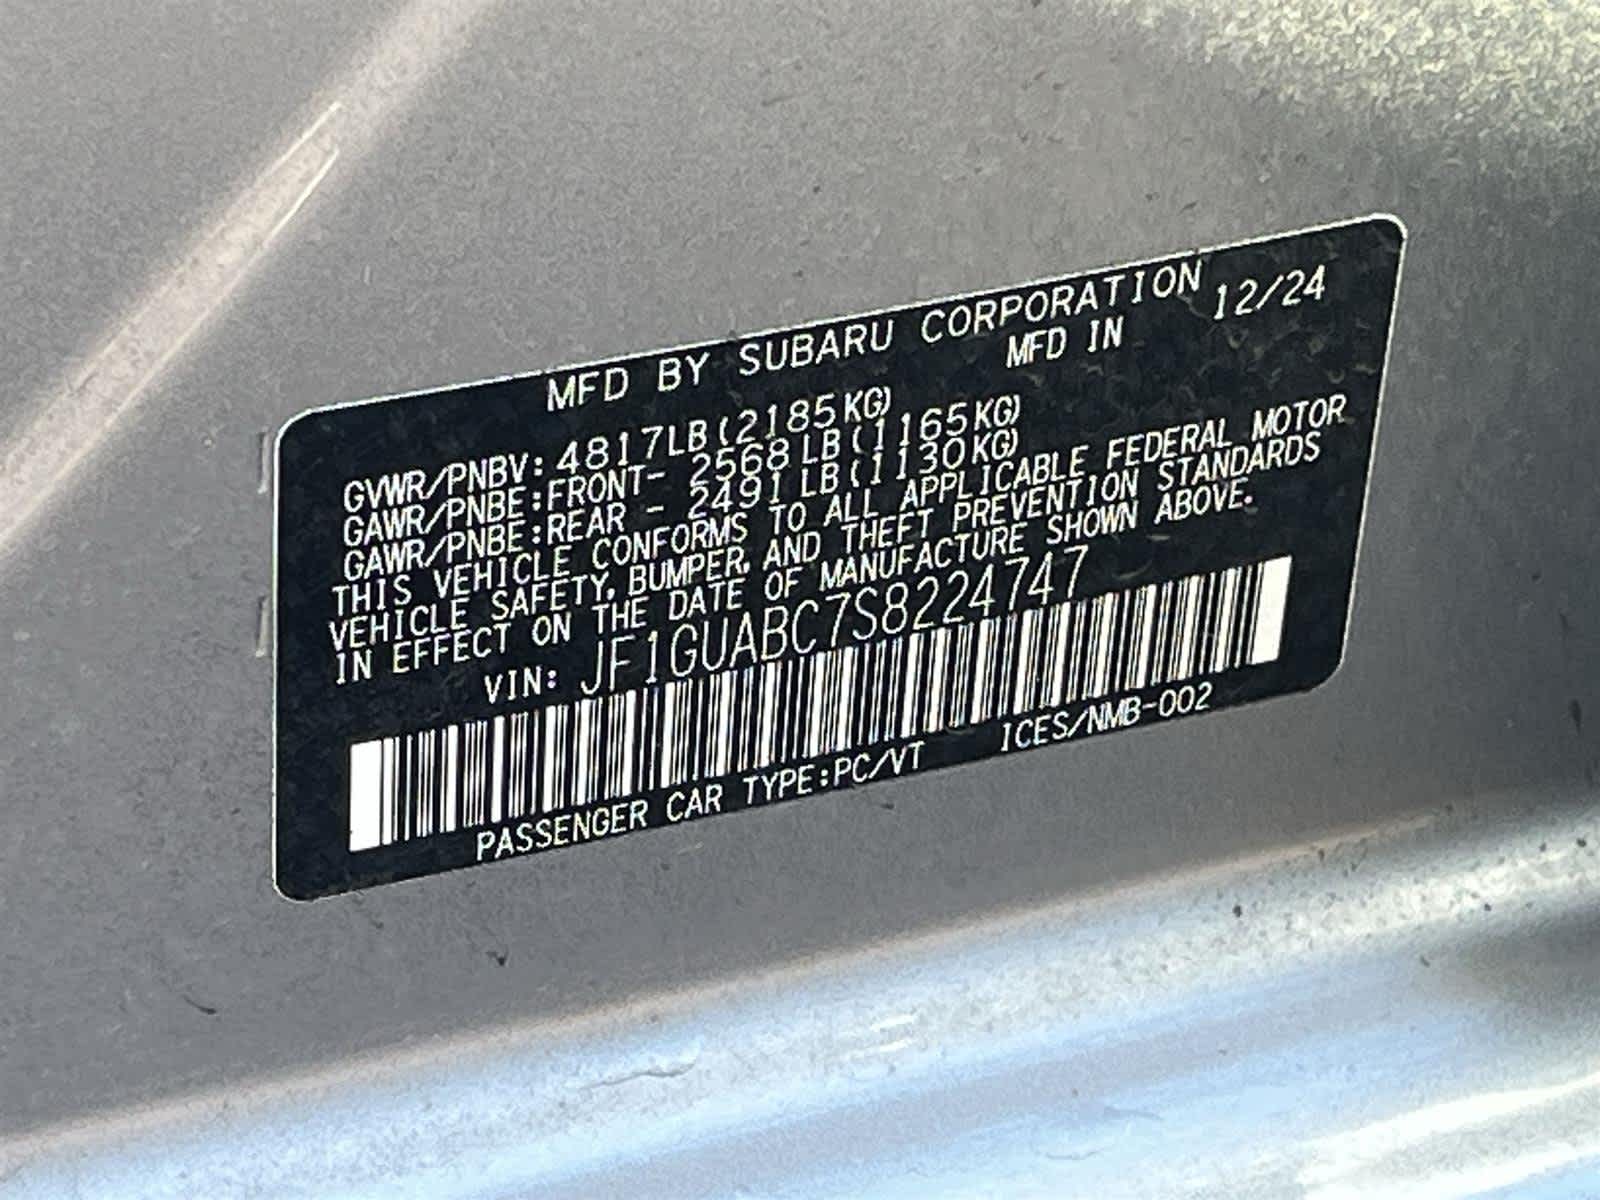 MFD BY SUBARU CORPORATION
MFD IN 12/24
GVWR/PNBV: 4817LB(2185KG)
GAWR/PNBE:FRONT- 2568LB(1165KG)
GAWR/PNBE:REAR - 2491LB(1130KG)
THIS VEHICLE CONFORMS TO ALL APPLICABLE FEDERAL MOTOR
VEHICLE SAFETY, BUMPER, AND THEFT PREVENTION STANDARDS
IN EFFECT ON THE DATE OF MANUFACTURE SHOWN ABOVE.
VIN: JF1GUABC7S8224747
PASSENGER CAR TYPE:PC/VT ICES/NMB-002